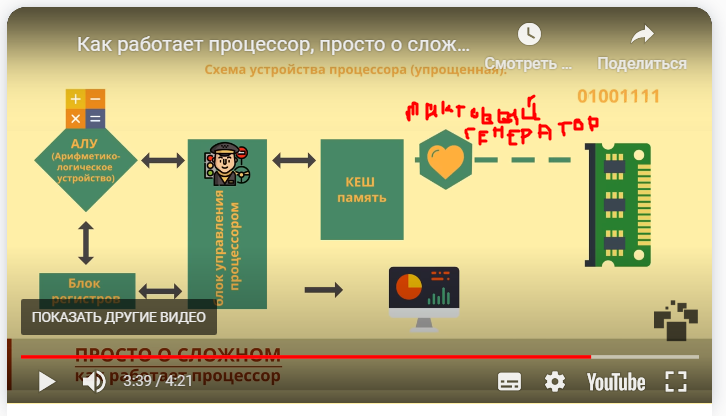 Как работает процессор, просто о слож...
Смотреть ...
Поделиться
Схема устройства процессора (упрощенная).
01001111
тактовый
генератор
+ −
× =
АЛУ
(Арифметико-
логическое
устройство)
Блок управления
процессором
КЕШ
память
Блок
регистров
ПОКАЗАТЬ ДРУГИЕ ВИДЕО
ПРОСТО О СЛОЖНОМ
как работает процессор
3:39 / 4:21
YouTube